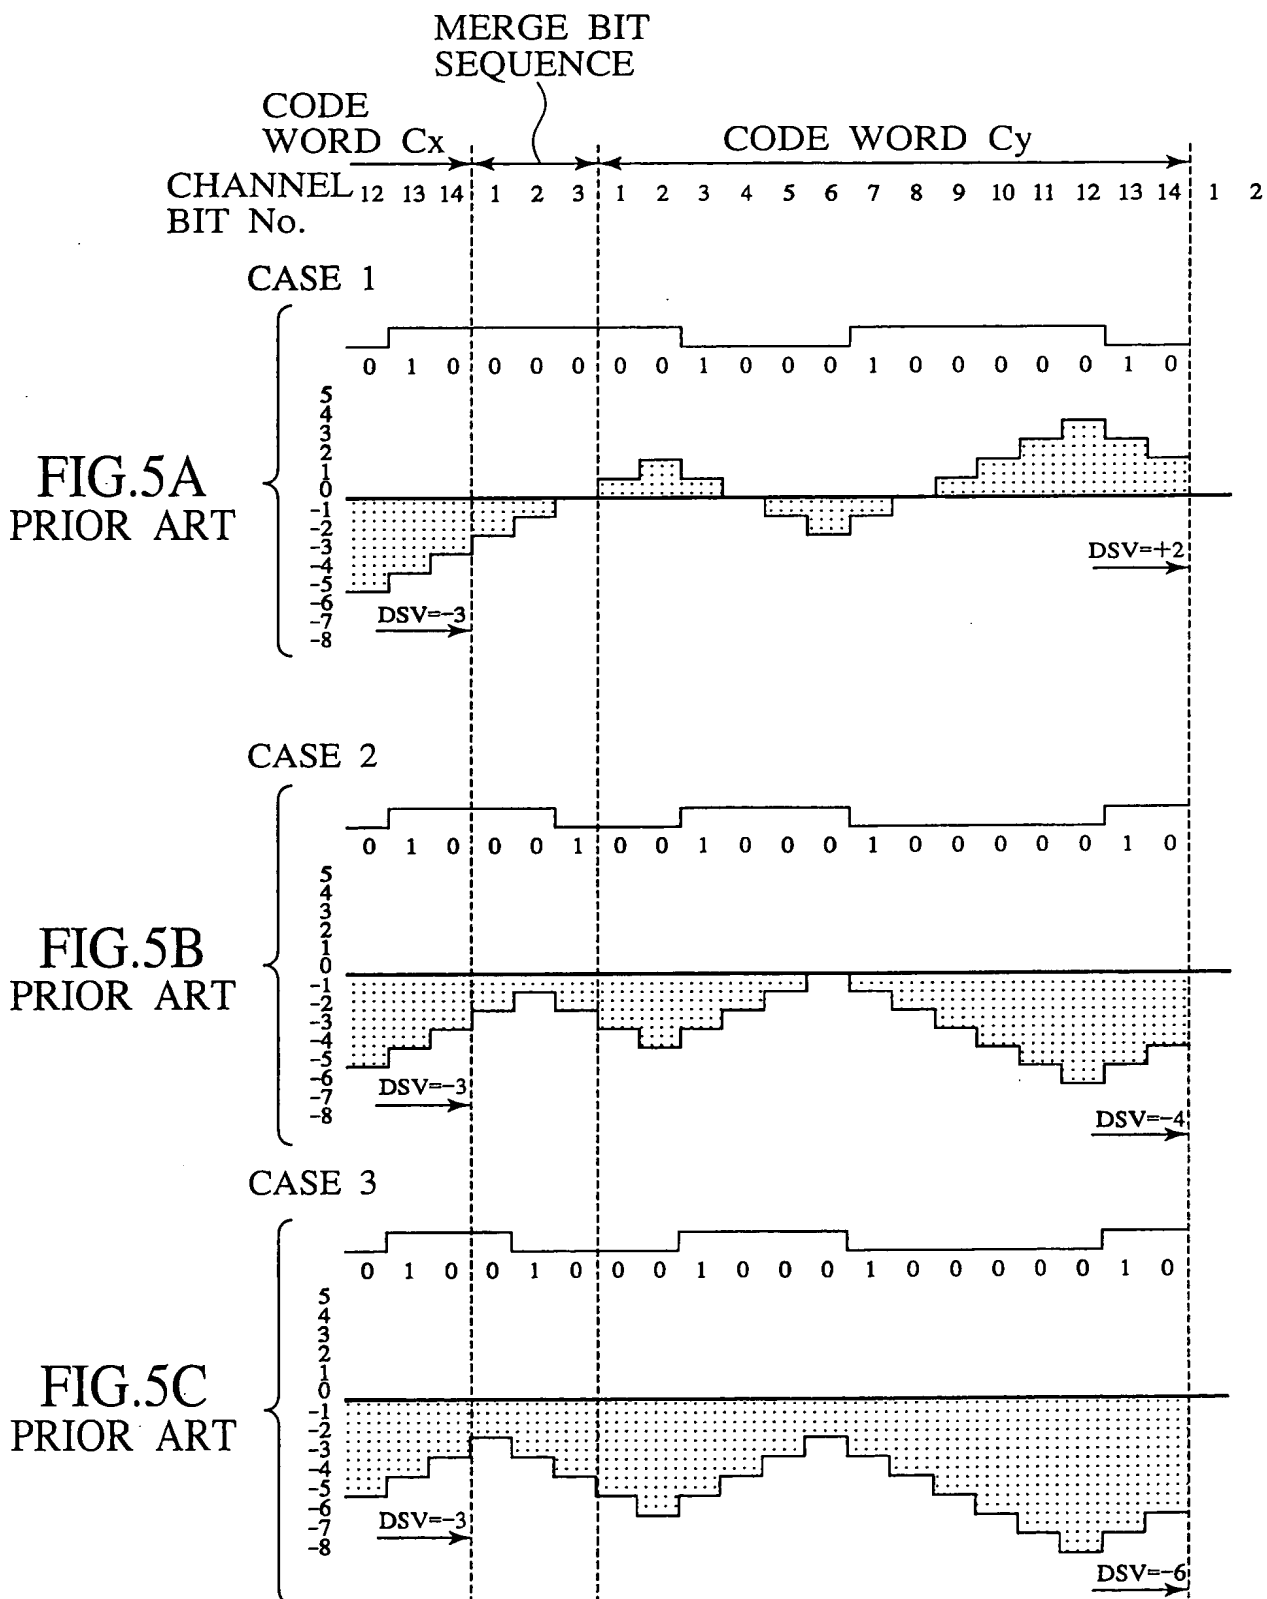 MERGE BIT
SEQUENCE
CODE
WORD Cx
CODE WORD Cy
CHANNEL
BIT No.
12 13 14 1 2 3 1 2 3 4 5 6 7 8 9 10 11 12 13 14 1 2
CASE 1
0 1 0 0 0 0 0 0 1 0 0 0 1 0 0 0 0 0 1 0
5
4
3
2
1
0
-1
-2
-3
-4
-5
-6
-7
-8
FIG.5A
PRIOR ART
DSV=-3
DSV=+2
CASE 2
0 1 0 0 0 1 0 0 1 0 0 0 1 0 0 0 0 0 1 0
5
4
3
2
1
0
-1
-2
-3
-4
-5
-6
-7
-8
FIG.5B
PRIOR ART
DSV=-3
DSV=-4
CASE 3
0 1 0 0 1 0 0 0 1 0 0 0 1 0 0 0 0 0 1 0
5
4
3
2
1
0
-1
-2
-3
-4
-5
-6
-7
-8
FIG.5C
PRIOR ART
DSV=-3
DSV=-6